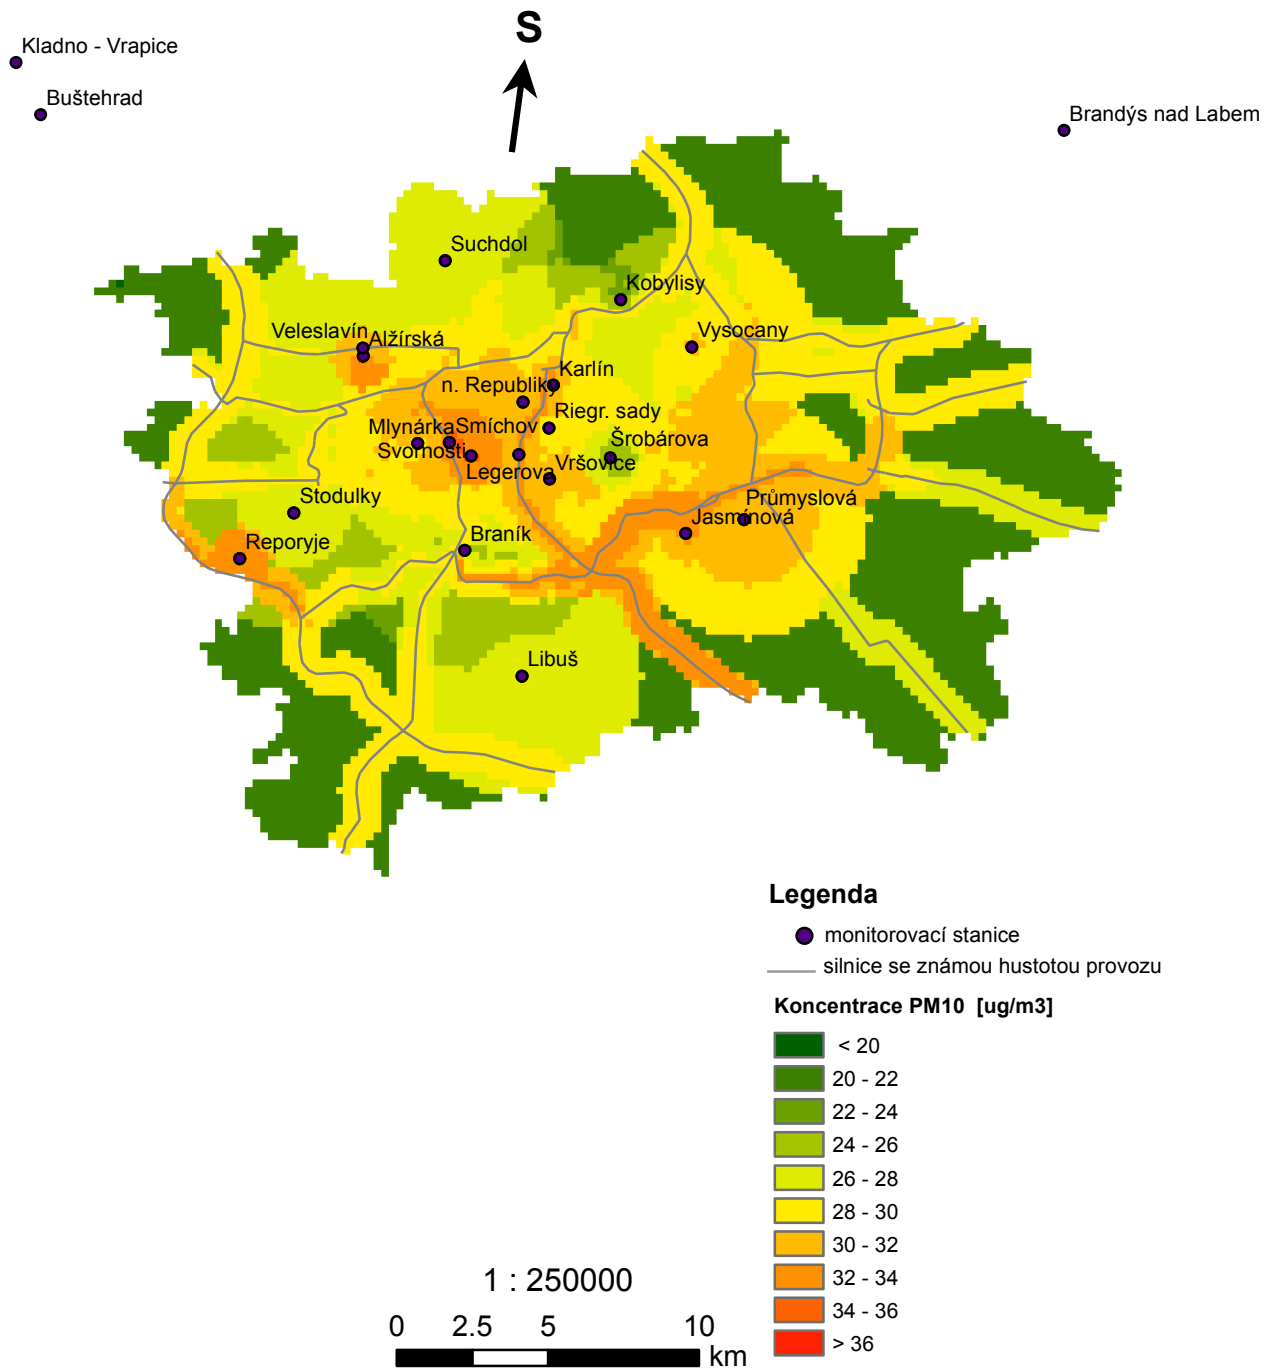 S
Kladno - Vrapice
Buštehrad
Brandýs nad Labem
Suchdol
Kobylisy
Veleslavín
Alžírská
Vysocany
Karlín
n. Republiky
Riegr. sady
Mlynárka
Smíchov
Šrobárova
Svornosti
Legerova
Vršovice
Stodulky
Průmyslová
Jasmínová
Braník
Reporyje
Libuš
Legenda
monitorovací stanice
silnice se známou hustotou provozu
Koncentrace PM10 [ug/m3]
< 20
20 - 22
22 - 24
24 - 26
26 - 28
28 - 30
30 - 32
32 - 34
34 - 36
> 36
1 : 250000
0 2.5 5 10
km